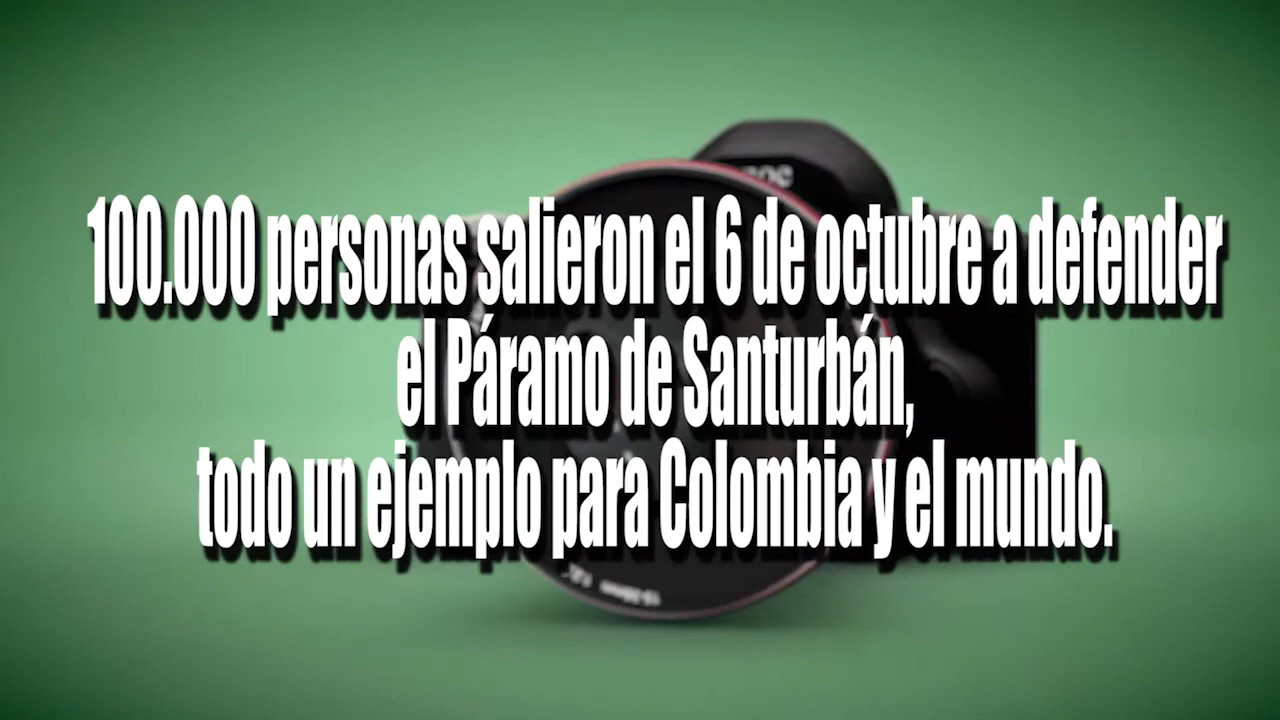 100.000 personas salieron el 6 de octubre a defender
el Páramo de Santurbán,
todo un ejemplo para Colombia y el mundo.